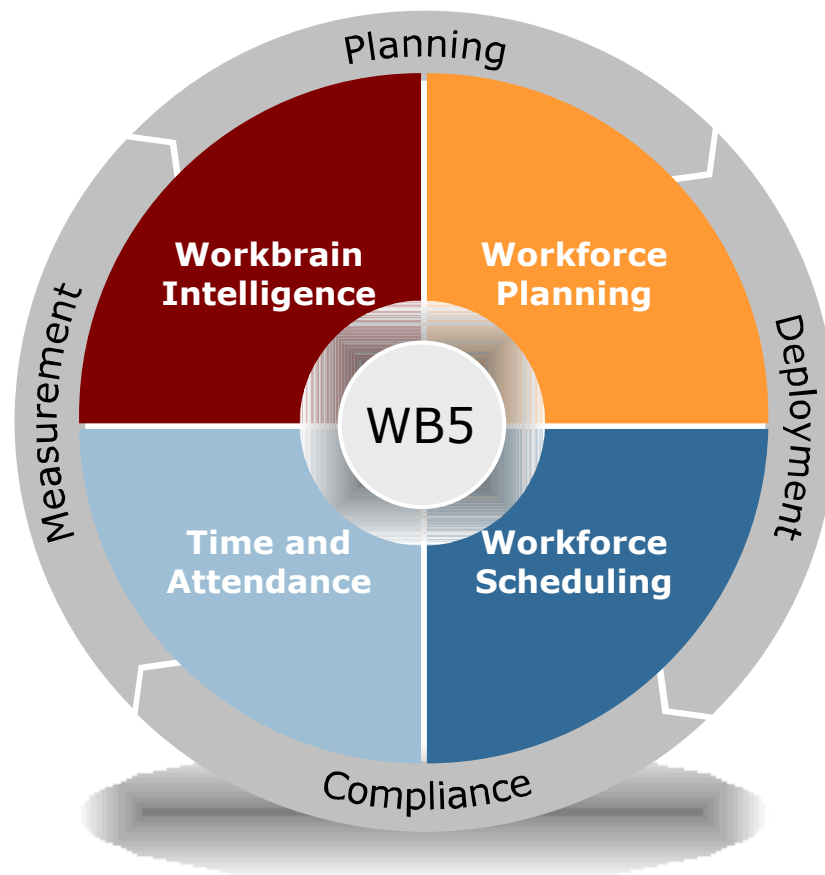 Planning
Workbrain
Intelligence
Workforce
Planning
Measurement
WB5
Deployment
Time and
Attendance
Workforce
Scheduling
Compliance